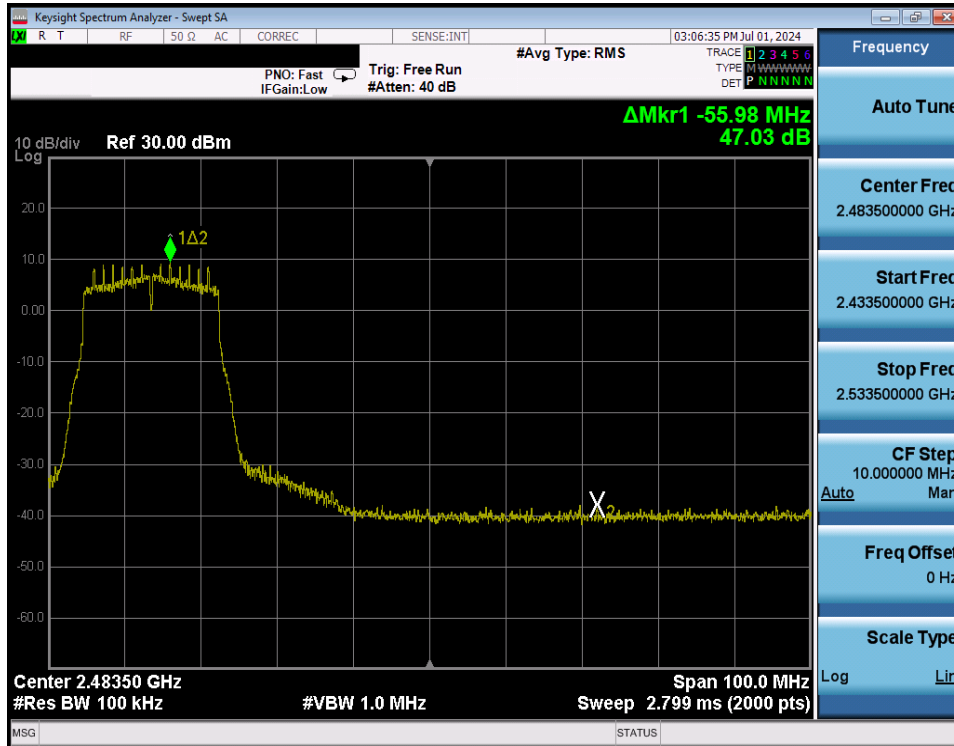 Keysight Spectrum Analyzer - Swept SA
LXI R T RF 50 Ω AC CORREC SENSE:INT 03:06:35 PM Jul 01, 2024
PNO: Fast
IFGain:Low
Trig: Free Run
#Atten: 40 dB
#Avg Type: RMS
TRACE 1 2 3 4 5 6
TYPE M W W W W W
DET P N N N N N
ΔMkr1 -55.98 MHz
47.03 dB
10 dB/div
Log
Ref 30.00 dBm
20.0
10.0
0.00
-10.0
-20.0
-30.0
-40.0
-50.0
-60.0
1Δ2
X2
Center 2.48350 GHz
#Res BW 100 kHz
#VBW 1.0 MHz
Span 100.0 MHz
Sweep 2.799 ms (2000 pts)
MSG
STATUS
Frequency
Auto Tune
Center Freq
2.483500000 GHz
Start Freq
2.433500000 GHz
Stop Freq
2.533500000 GHz
CF Step
10.000000 MHz
Auto Man
Freq Offset
0 Hz
Scale Type
Log Lin